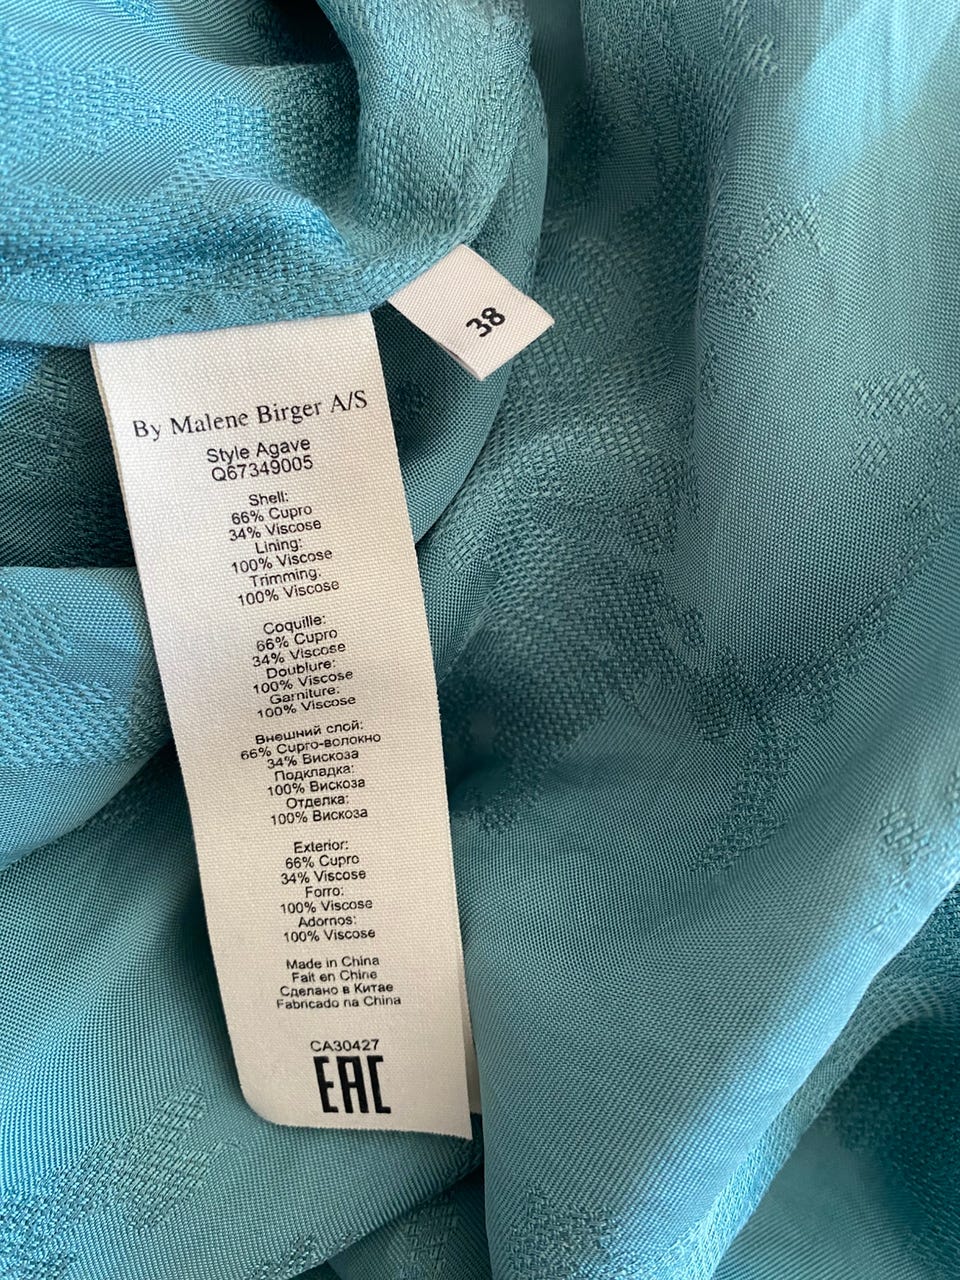 38
By Malene Birger A/S
Style Agave
Q67349005
Shell:
66% Cupro
34% Viscose
Lining:
100% Viscose
Trimming:
100% Viscose
Coquille:
66% Cupro
34% Viscose
Doublure:
100% Viscose
Garniture:
100% Viscose
Внешний слой:
66% Cupro-волокно
34% Вискоза
Подкладка:
100% Вискоза
Отделка:
100% Вискоза
Exterior:
66% Cupro
34% Viscose
Forro:
100% Viscose
Adornos:
100% Viscose
Made in China
Fait en Chine
Сделано в Китае
Fabricado na China
CA30427
EAC